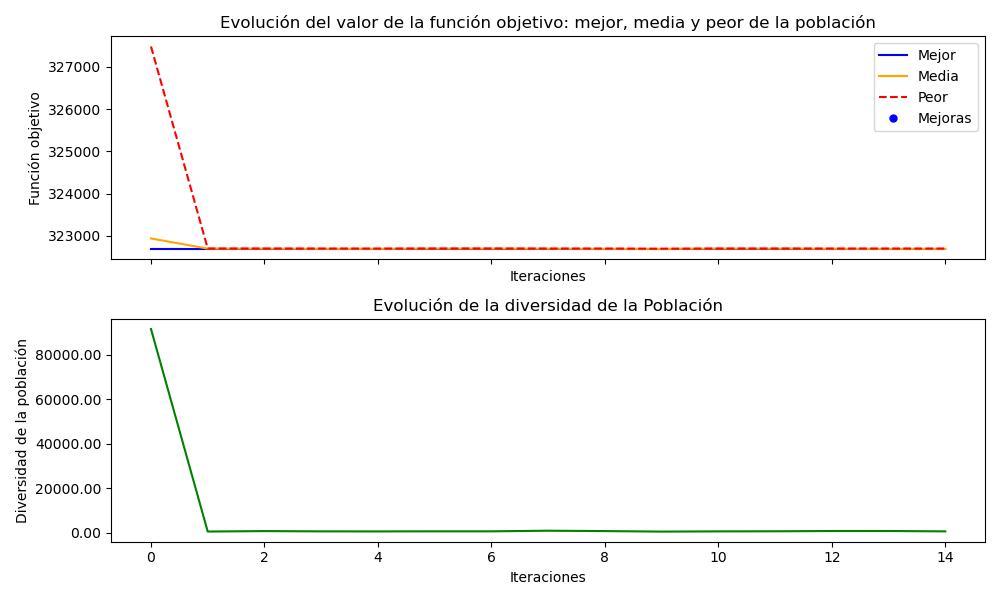 Evolución del valor de la función objetivo: mejor, media y peor de la población
Función objetivo
327000
326000
325000
324000
323000
Mejor
Media
Peor
Mejoras
Iteraciones
Evolución de la diversidad de la Población
Diversidad de la población
80000.00
60000.00
40000.00
20000.00
0.00
0 2 4 6 8 10 12 14
Iteraciones